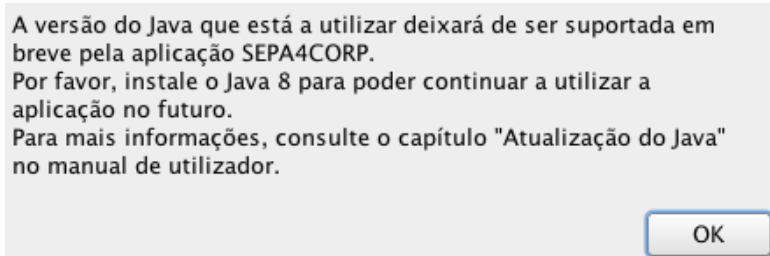 A versão do Java que está a utilizar deixará de ser suportada em
breve pela aplicação SEPA4CORP.
Por favor, instale o Java 8 para poder continuar a utilizar a
aplicação no futuro.
Para mais informações, consulte o capítulo "Atualização do Java"
no manual de utilizador.
OK